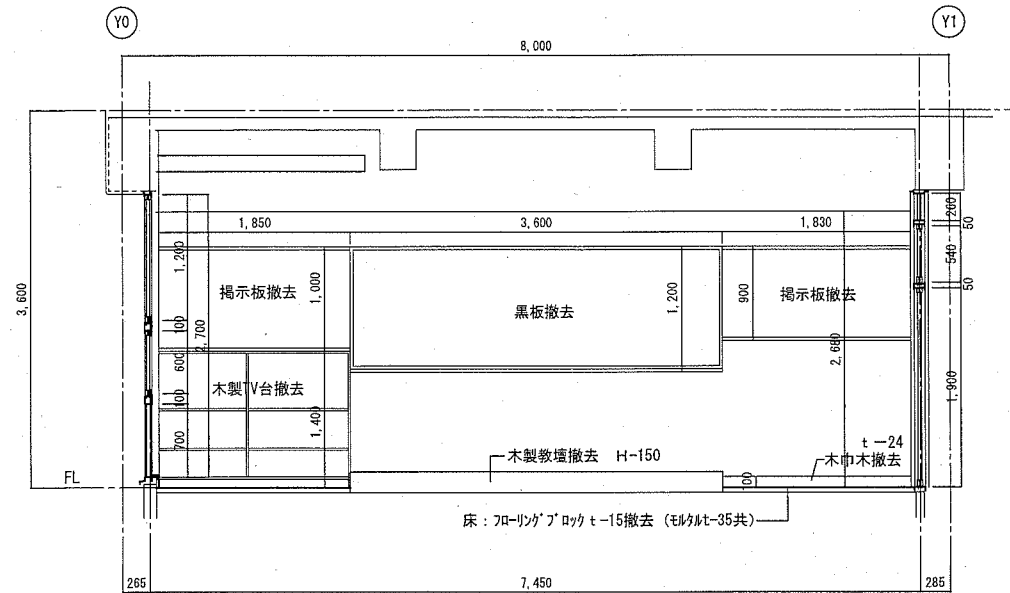 Y0
Y1
8,000
3,600
1,850
3,600
1,830
260
50
540
50
1,900
1,200
100
600
100
700
2,700
掲示板撤去
1,000
黒板撤去
1,200
900
掲示板撤去
2,680
木製TV台撤去
1,400
木製教壇撤去 H-150
t-24
木巾木撤去
100
FL
床:フローリングブロック t-15撤去 (モルタルt-35共)
265
7,450
285